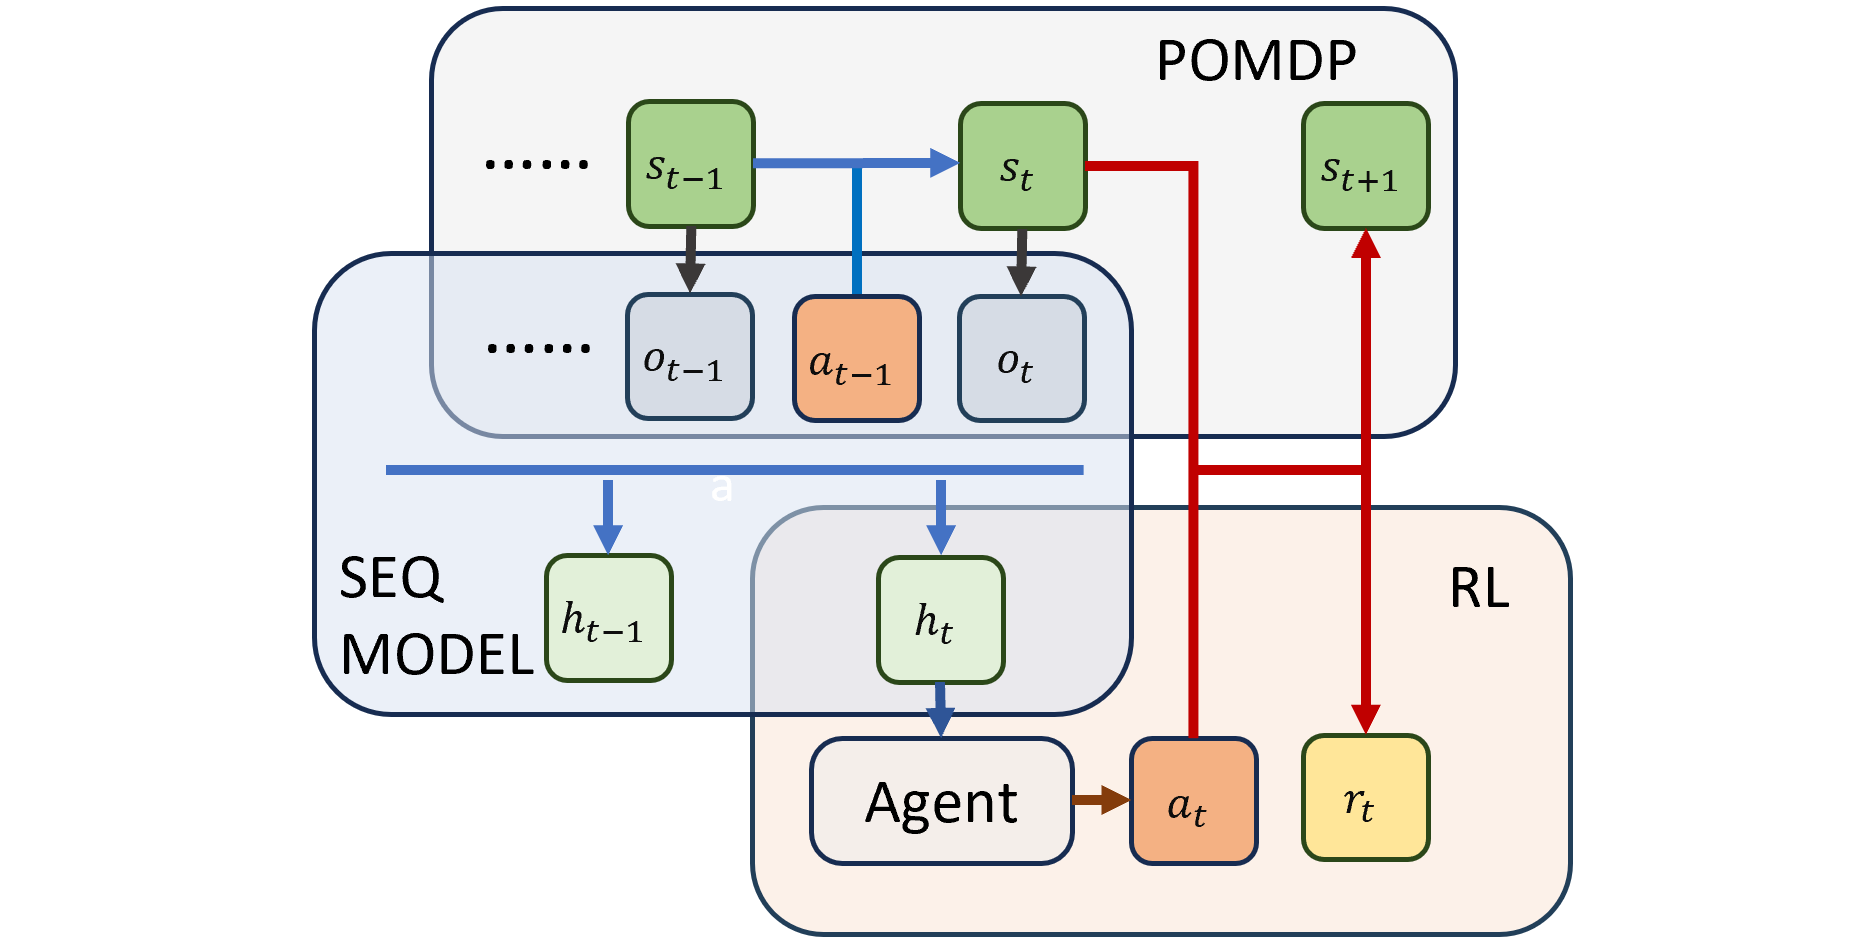 POMDP
...... s_{t−1} s_t s_{t+1}
...... o_{t−1} a_{t−1} o_t
a
SEQ
MODEL
h_{t−1} h_t
RL
Agent a_t r_t